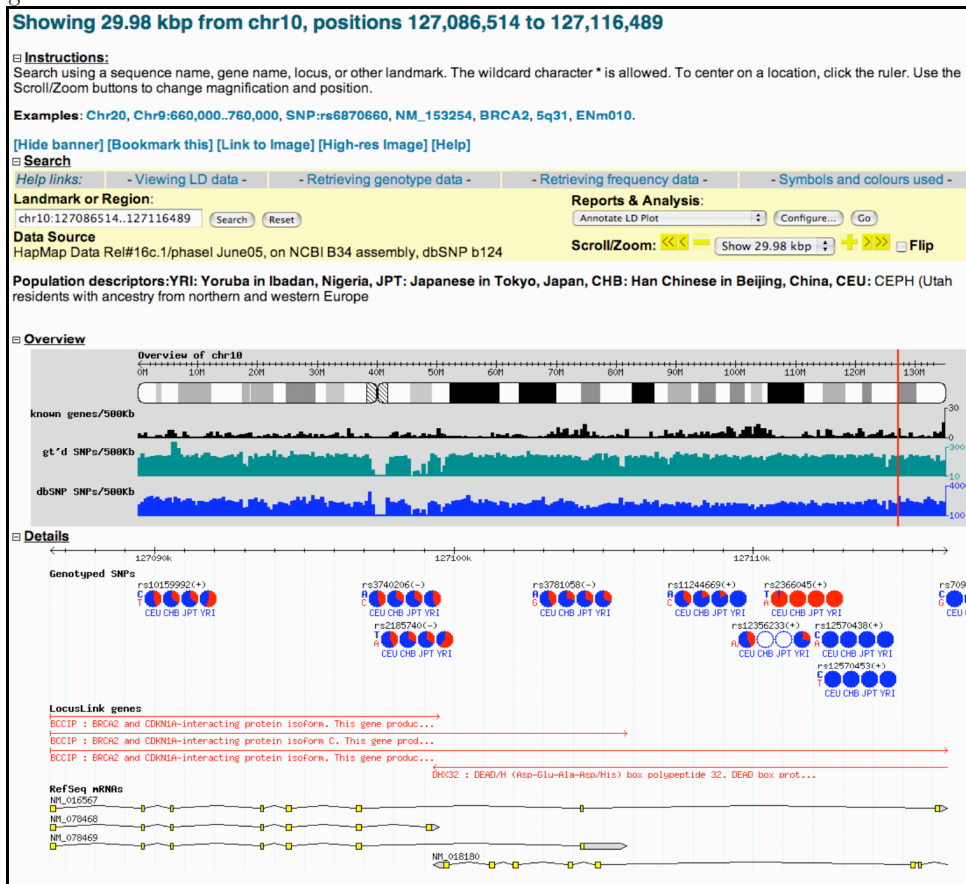 Showing 29.98 kbp from chr10, positions 127,086,514 to 127,116,489
Instructions:
Search using a sequence name, gene name, locus, or other landmark. The wildcard character * is allowed. To center on a location, click the ruler. Use the
Scroll/Zoom buttons to change magnification and position.
Examples: Chr20, Chr9:660,000..760,000, SNP:rs6870660, NM_153254, BRCA2, 5q31, ENm010.
[Hide banner] [Bookmark this] [Link to Image] [High-res Image] [Help]
Search
Help links: - Viewing LD data - - Retrieving genotype data - - Retrieving frequency data - - Symbols and colours used -
Landmark or Region: Reports & Analysis:
chr10:127086514..127116489 Search Reset Annotate LD Plot Configure... Go
Data Source Scroll/Zoom: Show 29.98 kbp Flip
HapMap Data Rel#16c.1/phaseI June05, on NCBI B34 assembly, dbSNP b124
Population descriptors:YRI: Yoruba in Ibadan, Nigeria, JPT: Japanese in Tokyo, Japan, CHB: Han Chinese in Beijing, China, CEU: CEPH (Utah
residents with ancestry from northern and western Europe
Overview
Overview of chr10
0M 10M 20M 30M 40M 50M 60M 70M 80M 90M 100M 110M 120M 130M
known genes/500Kb 30
0
gt'd SNPs/500Kb 300
10
dbSNP SNPs/500Kb 400
100
Details
127090k 127100k 127110k
Genotyped SNPs
rs10159992(+) rs3740206(-) rs3781058(-) rs11244669(+) rs2366045(+) rs709
C T A C A G A C T A C
CEU CHB JPT YRI CEU CHB JPT YRI CEU CHB JPT YRI CEU CHB JPT YRI CEU CHB JPT YRI CEU
rs2185740(-) rs12356233(+) rs12570438(+)
T A A/ C A
CEU CHB JPT YRI CEU CHB JPT YRI CEU CHB JPT YRI
rs12570453(+)
C T
CEU CHB JPT YRI
LocusLink genes
BCCIP : BRCA2 and CDKN1A-interacting protein isoform. This gene produc...
BCCIP : BRCA2 and CDKN1A-interacting protein isoform C. This gene prod...
BCCIP : BRCA2 and CDKN1A-interacting protein isoform. This gene produc...
DHX32 : DEAD/H (Asp-Glu-Ala-Asp/His) box polypeptide 32. DEAD box prot...
RefSeq mRNAs
NM_016567
NM_078468
NM_078469
NM_018180